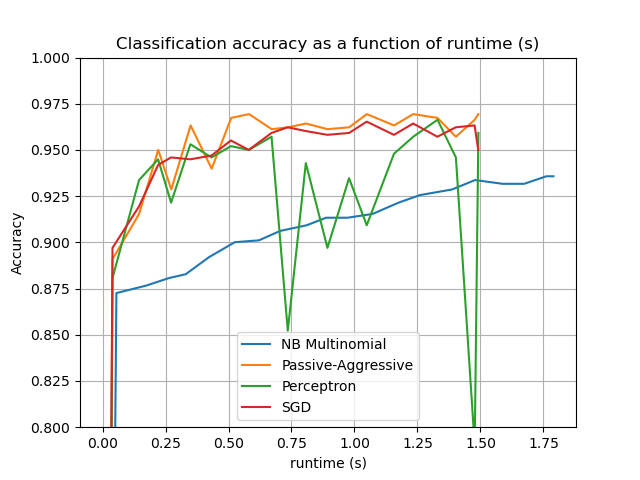 Classification accuracy as a function of runtime (s)
1.000
0.975
0.950
0.925
0.900
0.875
0.850
0.825
0.800
Accuracy
NB Multinomial
Passive-Aggressive
Perceptron
SGD
0.00 0.25 0.50 0.75 1.00 1.25 1.50 1.75
runtime (s)